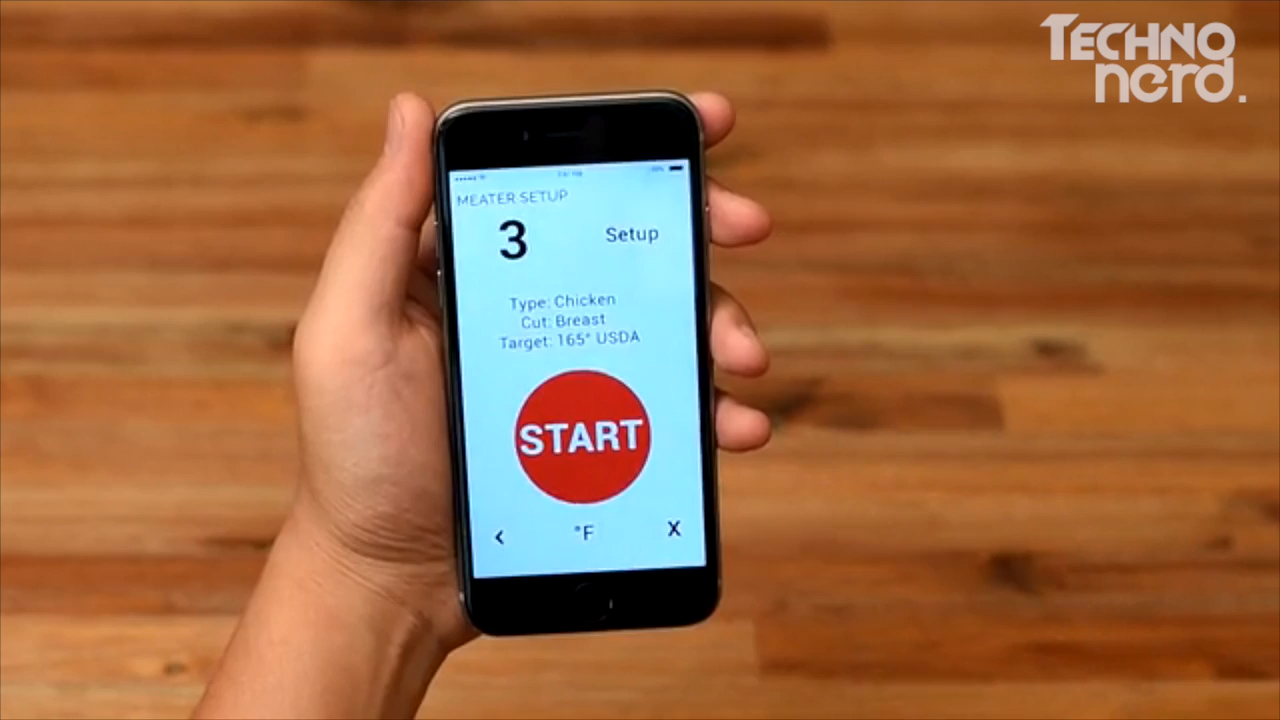 TECHNO
nerd.
MEATER SETUP
3 Setup
Type: Chicken
Cut: Breast
Target: 165° USDA
START
< °F X